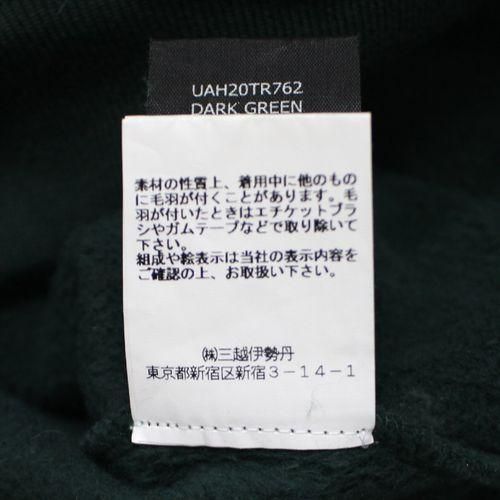 UAH20TR762
DARK GREEN
素材の性質上、着用中に他のもの
に毛羽が付くことがあります。毛
羽が付いたときはエチケットブラ
シやガムテープなどで取り除いて
下さい。
組成や絵表示は当社の表示内容を
ご確認の上、お取扱い下さい。
㈱三越伊勢丹
東京都新宿区新宿3-14-1